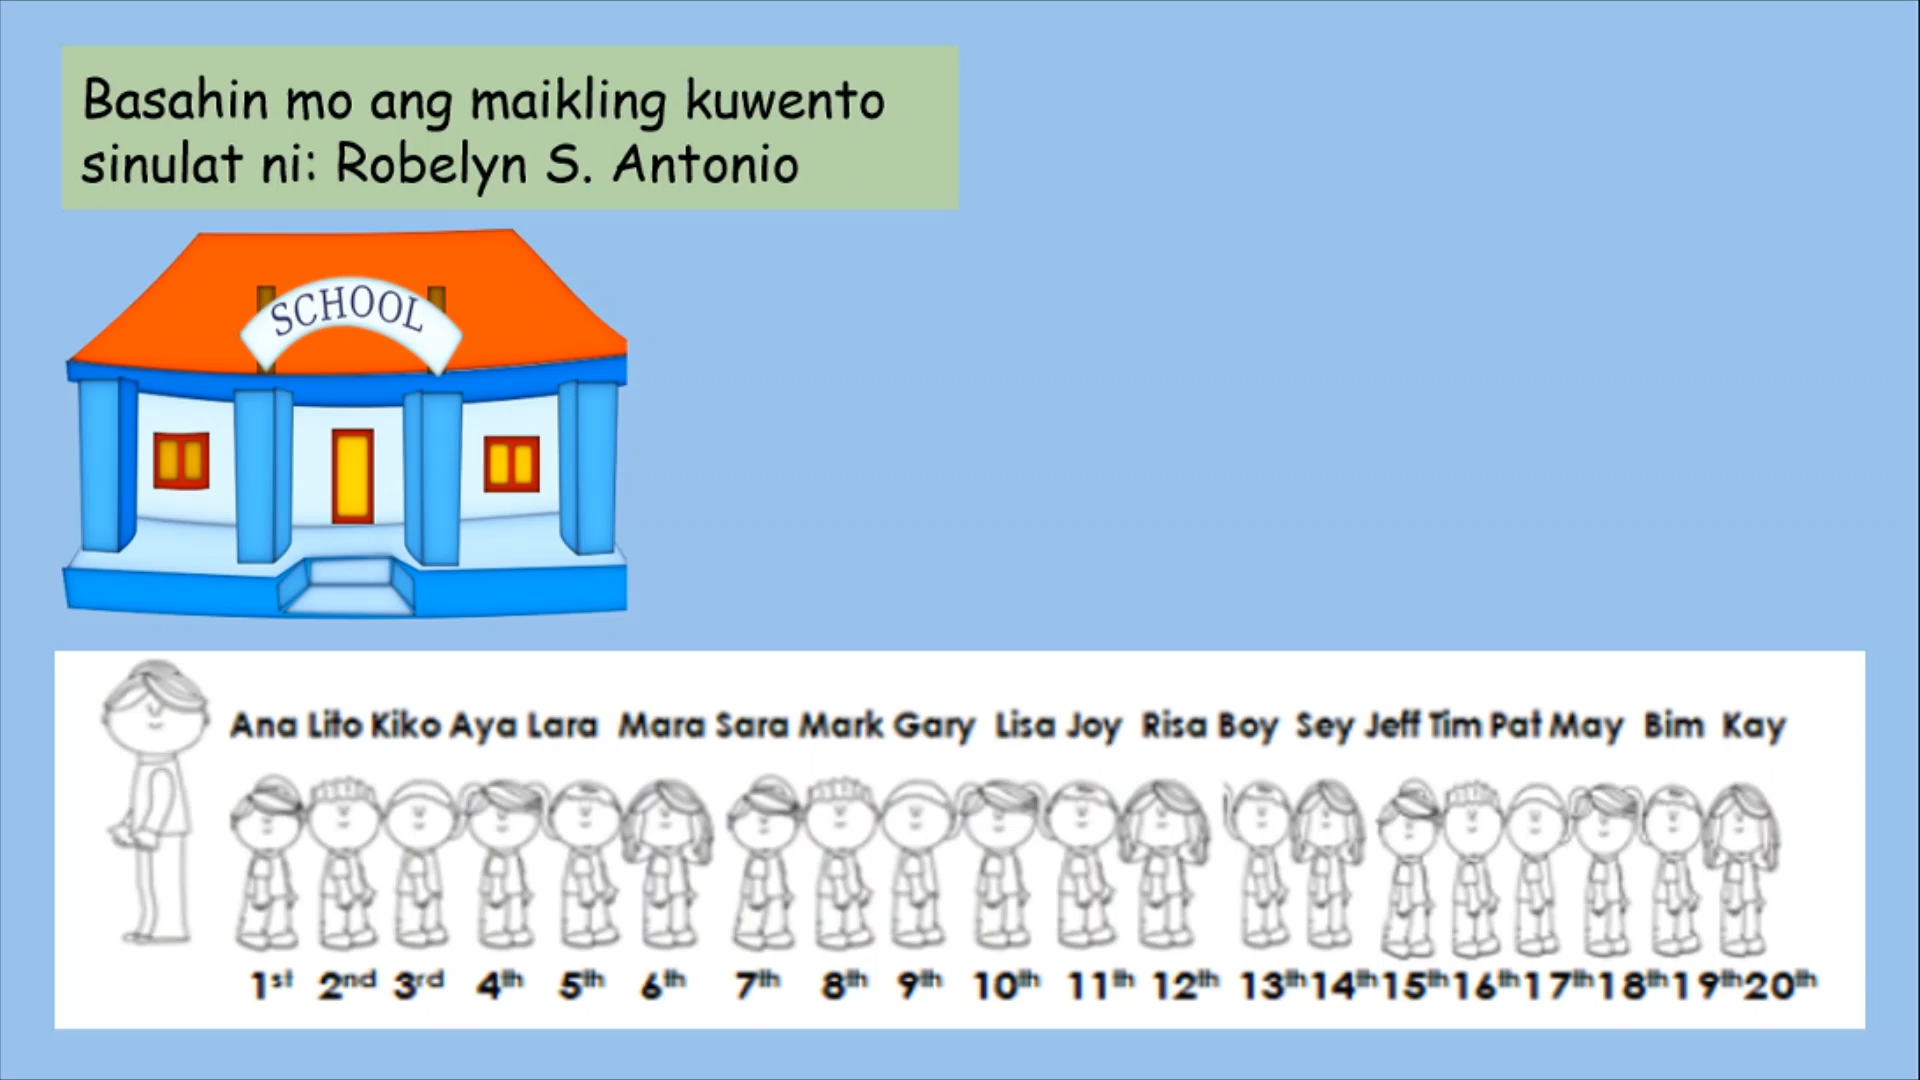 Basahin mo ang maikling kuwento
sinulat ni: Robelyn S. Antonio
SCHOOL
Ana Lito Kiko Aya Lara Mara Sara Mark Gary Lisa Joy Risa Boy Sey Jeff Tim Pat May Bim Kay
1st 2nd 3rd 4th 5th 6th 7th 8th 9th 10th 11th 12th 13th 14th 15th 16th 17th 18th 19th 20th